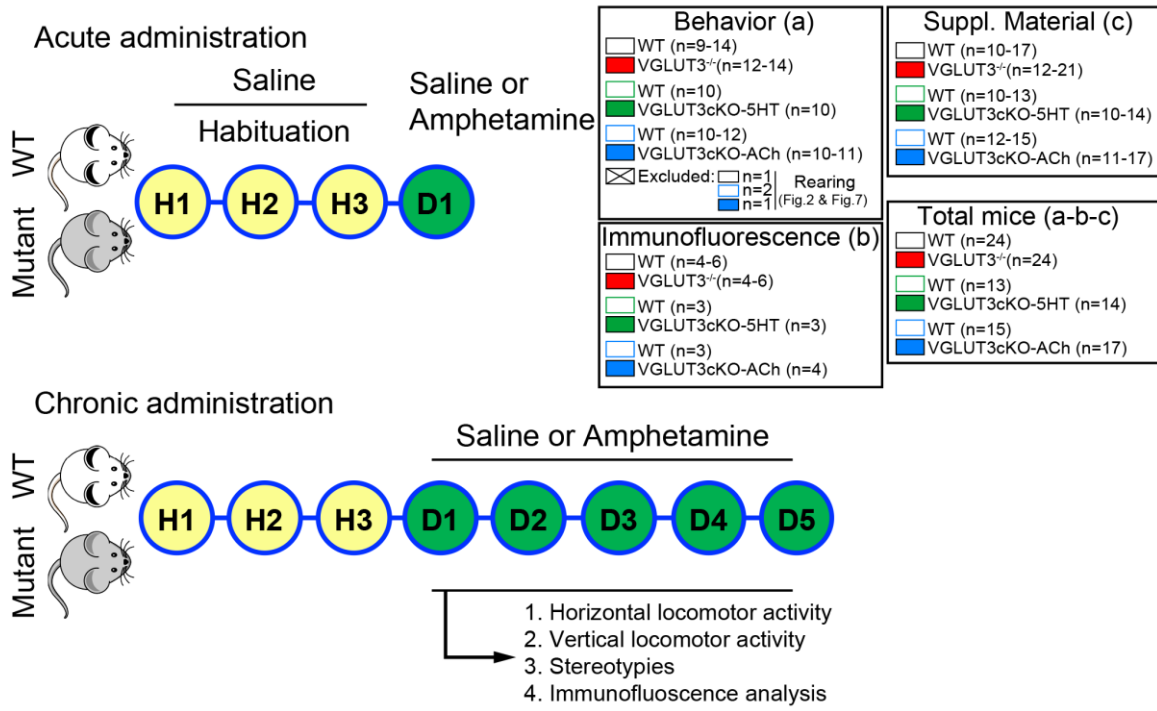 Acute administration
Saline
Habituation
Saline or
Amphetamine
WT
Mutant
H1
H2
H3
D1
Behavior (a)
WT (n=9-14)
VGLUT3-/-(n=12-14)
WT (n=10)
VGLUT3cKO-5HT (n=10)
WT (n=10-12)
VGLUT3cKO-ACh (n=10-11)
Excluded:
n=1
n=2
n=1
Rearing
(Fig.2 & Fig.7)
Immunofluorescence (b)
WT (n=4-6)
VGLUT3-/-(n=4-6)
WT (n=3)
VGLUT3cKO-5HT (n=3)
WT (n=3)
VGLUT3cKO-ACh (n=4)
Suppl. Material (c)
WT (n=10-17)
VGLUT3-/-(n=12-21)
WT (n=10-13)
VGLUT3cKO-5HT (n=10-14)
WT (n=12-15)
VGLUT3cKO-ACh (n=11-17)
Total mice (a-b-c)
WT (n=24)
VGLUT3-/-(n=24)
WT (n=13)
VGLUT3cKO-5HT (n=14)
WT (n=15)
VGLUT3cKO-ACh (n=17)
Chronic administration
Saline or Amphetamine
WT
Mutant
H1
H2
H3
D1
D2
D3
D4
D5
1. Horizontal locomotor activity
2. Vertical locomotor activity
3. Stereotypies
4. Immunofluoscence analysis